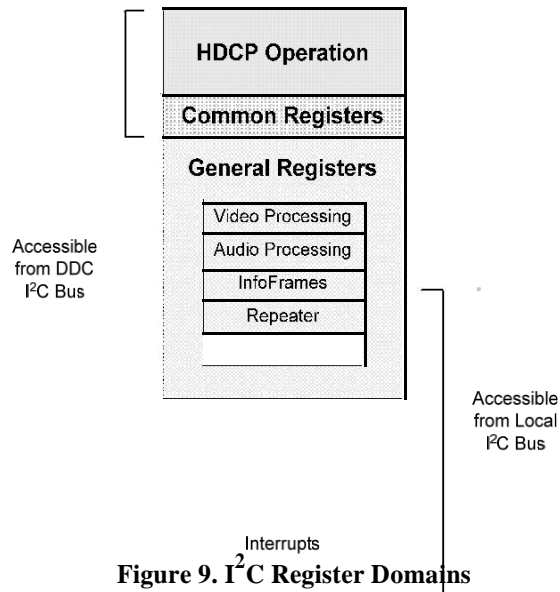 HDCP Operation
Common Registers
General Registers
Video Processing
Audio Processing
InfoFrames
Repeater
Accessible
from DDC
I²C Bus
Accessible
from Local
I²C Bus
Interrupts
Figure 9. I²C Register Domains